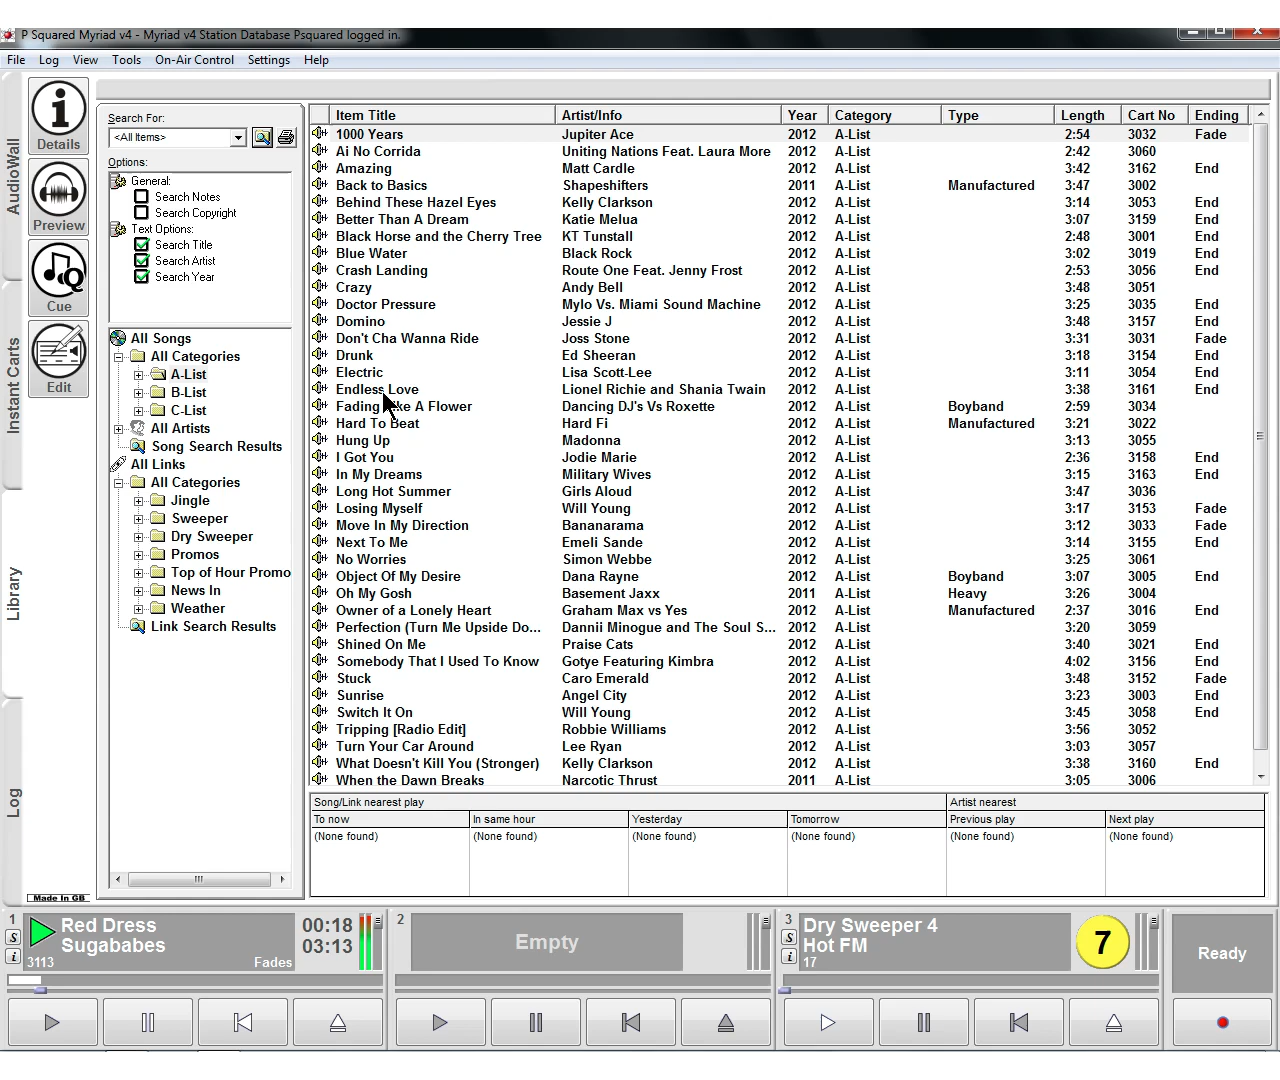 P Squared Myriad v4 - Myriad v4 Station Database Psquared logged in.
File Log View Tools On-Air Control Settings Help
AudioWall
Instant Carts
Library
Log
Details
Preview
Cue
Edit
Made In GB
Search For:
<All Items>
Options:
General:
Search Notes
Search Copyright
Text Options:
Search Title
Search Artist
Search Year
All Songs
All Categories
A-List
B-List
C-List
All Artists
Song Search Results
All Links
All Categories
Jingle
Sweeper
Dry Sweeper
Promos
Top of Hour Promo
News In
Weather
Link Search Results
Item Title Artist/Info Year Category Type Length Cart No Ending
1000 Years Jupiter Ace 2012 A-List 2:54 3032 Fade
Ai No Corrida Uniting Nations Feat. Laura More 2012 A-List 2:42 3060
Amazing Matt Cardle 2012 A-List 3:42 3162 End
Back to Basics Shapeshifters 2011 A-List Manufactured 3:47 3002
Behind These Hazel Eyes Kelly Clarkson 2012 A-List 3:14 3053 End
Better Than A Dream Katie Melua 2012 A-List 3:07 3159 End
Black Horse and the Cherry Tree KT Tunstall 2012 A-List 2:48 3001 End
Blue Water Black Rock 2012 A-List 3:02 3019 End
Crash Landing Route One Feat. Jenny Frost 2012 A-List 2:53 3056 End
Crazy Andy Bell 2012 A-List 3:48 3051
Doctor Pressure Mylo Vs. Miami Sound Machine 2012 A-List 3:25 3035 End
Domino Jessie J 2012 A-List 3:48 3157 End
Don't Cha Wanna Ride Joss Stone 2012 A-List 3:31 3031 Fade
Drunk Ed Sheeran 2012 A-List 3:18 3154 End
Electric Lisa Scott-Lee 2012 A-List 3:11 3054 End
Endless Love Lionel Richie and Shania Twain 2012 A-List 3:38 3161 End
Fading Like A Flower Dancing DJ's Vs Roxette 2012 A-List Boyband 2:59 3034
Hard To Beat Hard Fi 2012 A-List Manufactured 3:21 3022
Hung Up Madonna 2012 A-List 3:13 3055
I Got You Jodie Marie 2012 A-List 2:36 3158 End
In My Dreams Military Wives 2012 A-List 3:15 3163 End
Long Hot Summer Girls Aloud 2012 A-List 3:47 3036
Losing Myself Will Young 2012 A-List 3:17 3153 Fade
Move In My Direction Bananarama 2012 A-List 3:12 3033 Fade
Next To Me Emeli Sande 2012 A-List 3:14 3155 End
No Worries Simon Webbe 2012 A-List 3:25 3061
Object Of My Desire Dana Rayne 2012 A-List Boyband 3:07 3005 End
Oh My Gosh Basement Jaxx 2011 A-List Heavy 3:26 3004
Owner of a Lonely Heart Graham Max vs Yes 2012 A-List Manufactured 2:37 3016 End
Perfection (Turn Me Upside Do... Dannii Minogue and The Soul S... 2012 A-List 3:20 3059
Shined On Me Praise Cats 2012 A-List 3:40 3021 End
Somebody That I Used To Know Gotye Featuring Kimbra 2012 A-List 4:02 3156 End
Stuck Caro Emerald 2012 A-List 3:48 3152 Fade
Sunrise Angel City 2012 A-List 3:23 3003 End
Switch It On Will Young 2012 A-List 3:45 3058 End
Tripping [Radio Edit] Robbie Williams 2012 A-List 3:56 3052
Turn Your Car Around Lee Ryan 2012 A-List 3:03 3057
What Doesn't Kill You (Stronger) Kelly Clarkson 2012 A-List 3:38 3160 End
When the Dawn Breaks Narcotic Thrust 2011 A-List 3:05 3006
Song/Link nearest play Artist nearest
To now In same hour Yesterday Tomorrow Previous play Next play
(None found) (None found) (None found) (None found) (None found) (None found)
1 S i
Red Dress 00:18
Sugababes 03:13
3113 Fades
2
Empty
3 S i
Dry Sweeper 4
Hot FM
17
7
Ready